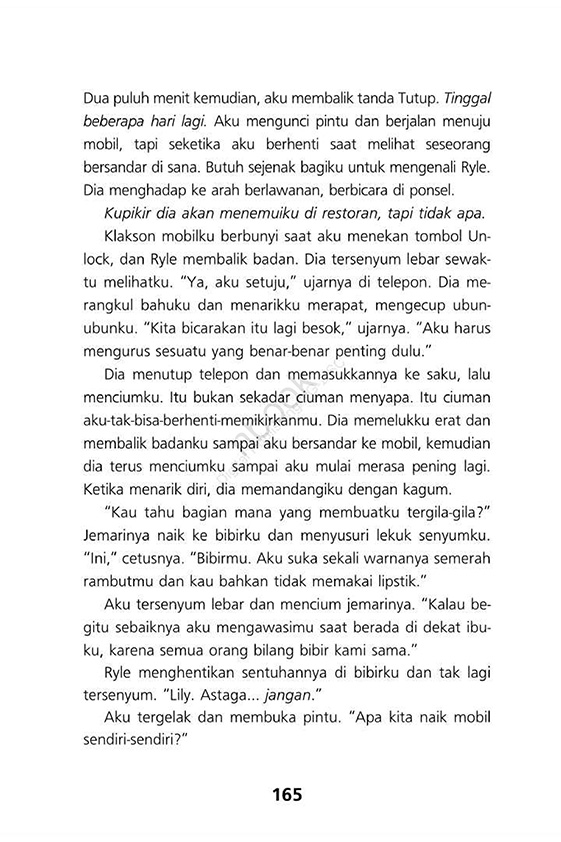 Dua puluh menit kemudian, aku membalik tanda Tutup. Tinggal
beberapa hari lagi. Aku mengunci pintu dan berjalan menuju
mobil, tapi seketika aku berhenti saat melihat seseorang
bersandar di sana. Butuh sejenak bagiku untuk mengenali Ryle.
Dia menghadap ke arah berlawanan, berbicara di ponsel.
Kupikir dia akan menemuiku di restoran, tapi tidak apa.
Klakson mobilku berbunyi saat aku menekan tombol Un-
lock, dan Ryle membalik badan. Dia tersenyum lebar sewak-
tu melihatku. “Ya, aku setuju,” ujarnya di telepon. Dia me-
rangkul bahuku dan menarikku merapat, mengecup ubun-
ubunku. “Kita bicarakan itu lagi besok,” ujarnya. “Aku harus
mengurus sesuatu yang benar-benar penting dulu.”
Dia menutup telepon dan memasukkannya ke saku, lalu
menciumku. Itu bukan sekadar ciuman menyapa. Itu ciuman
aku-tak-bisa-berhenti-memikirkanmu. Dia memelukku erat dan
membalik badanku sampai aku bersandar ke mobil, kemudian
dia terus menciumku sampai aku mulai merasa pening lagi.
Ketika menarik diri, dia memandangiku dengan kagum.
“Kau tahu bagian mana yang membuatku tergila-gila?”
Jemarinya naik ke bibirku dan menyusuri lekuk senyumku.
“Ini,” cetusnya. “Bibirmu. Aku suka sekali warnanya semerah
rambutmu dan kau bahkan tidak memakai lipstik.”
Aku tersenyum lebar dan mencium jemarinya. “Kalau be-
gitu sebaiknya aku mengawasimu saat berada di dekat ibu-
ku, karena semua orang bilang bibir kami sama.”
Ryle menghentikan sentuhannya di bibirku dan tak lagi
tersenyum. “Lily. Astaga... jangan.”
Aku tergelak dan membuka pintu. “Apa kita naik mobil
sendiri-sendiri?”
165